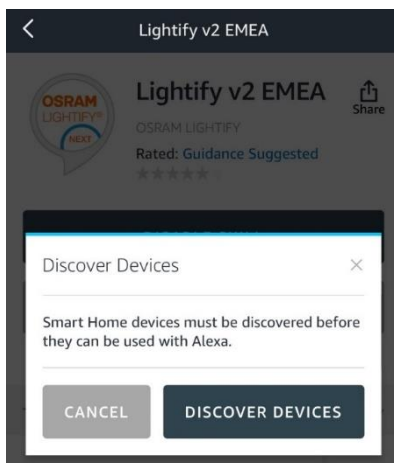 Lightify v2 EMEA
OSRAM
LIGHTIFY®
NEXT
Lightify v2 EMEA
Share
OSRAM LIGHTIFY
Rated: Guidance Suggested
Discover Devices
Smart Home devices must be discovered before
they can be used with Alexa.
CANCEL
DISCOVER DEVICES